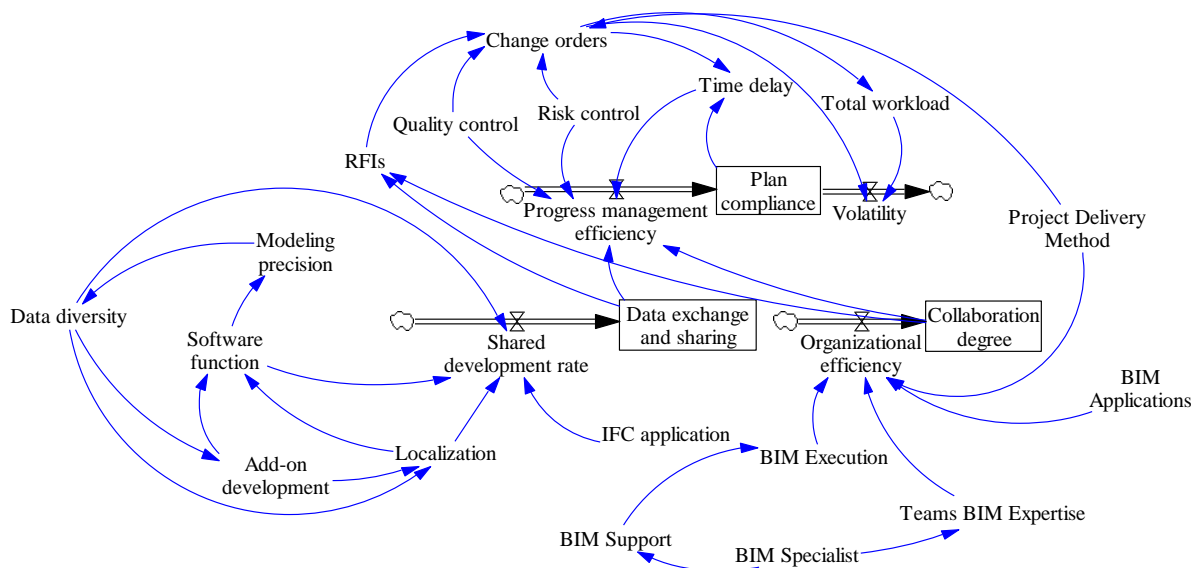 Change orders
Time delay
Total workload
Risk control
Quality control
RFIs
Plan
compliance
Progress management
efficiency
Volatility
Project Delivery
Method
Modeling
precision
Data diversity
Data exchange
and sharing
Collaboration
degree
Software
function
Shared
development rate
Organizational
efficiency
BIM
Applications
IFC application
Localization
BIM Execution
Add-on
development
Teams BIM Expertise
BIM Support
BIM Specialist